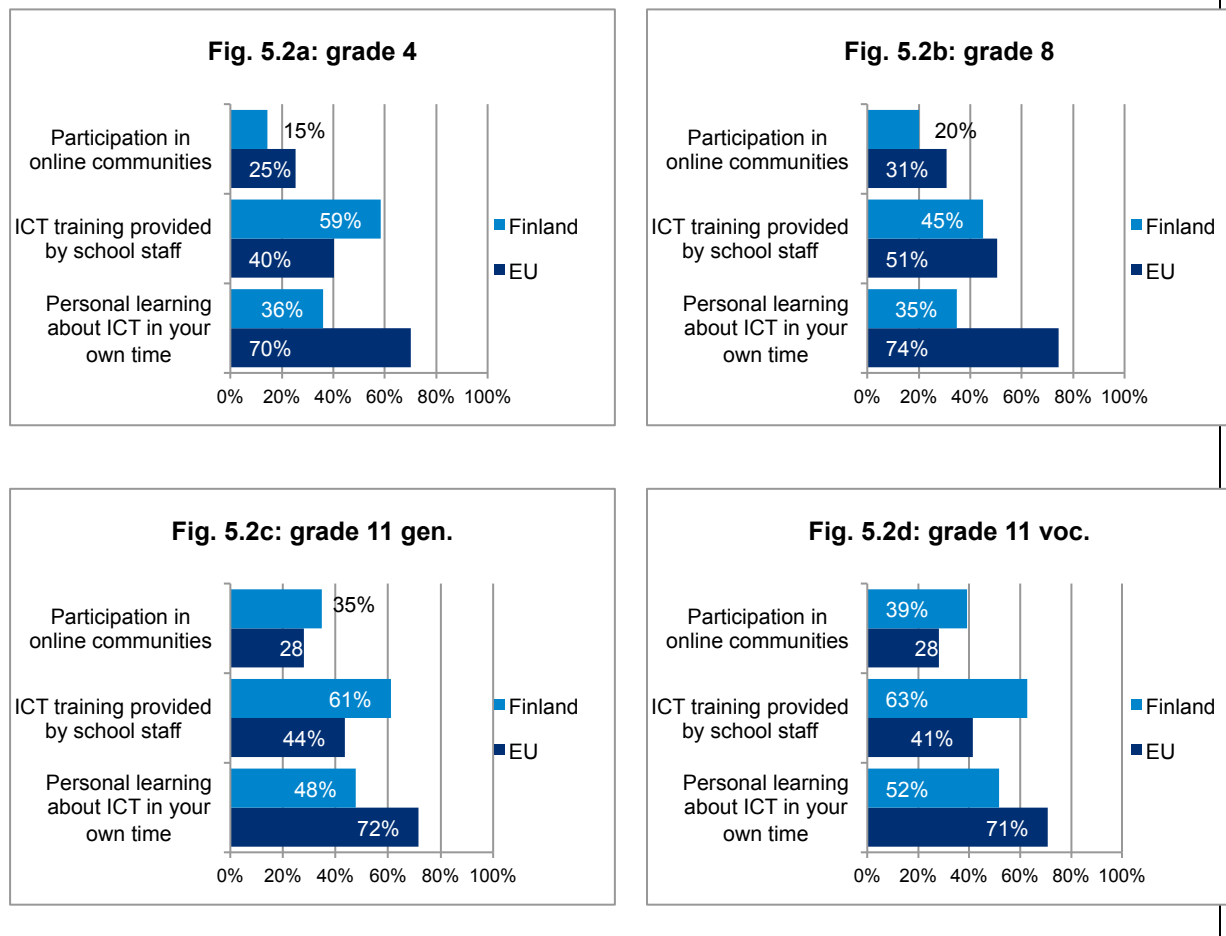 Fig. 5.2a: grade 4
Participation in
online communities
15%
25%
ICT training provided
by school staff
59%
40%
Personal learning
about ICT in your
own time
36%
70%
Finland
EU
0% 20% 40% 60% 80% 100%
Fig. 5.2b: grade 8
Participation in
online communities
20%
31%
ICT training provided
by school staff
45%
51%
Personal learning
about ICT in your
own time
35%
74%
Finland
EU
0% 20% 40% 60% 80% 100%
Fig. 5.2c: grade 11 gen.
Participation in
online communities
35%
28
ICT training provided
by school staff
61%
44%
Personal learning
about ICT in your
own time
48%
72%
Finland
EU
0% 20% 40% 60% 80% 100%
Fig. 5.2d: grade 11 voc.
Participation in
online communities
39%
28
ICT training provided
by school staff
63%
41%
Personal learning
about ICT in your
own time
52%
71%
Finland
EU
0% 20% 40% 60% 80% 100%